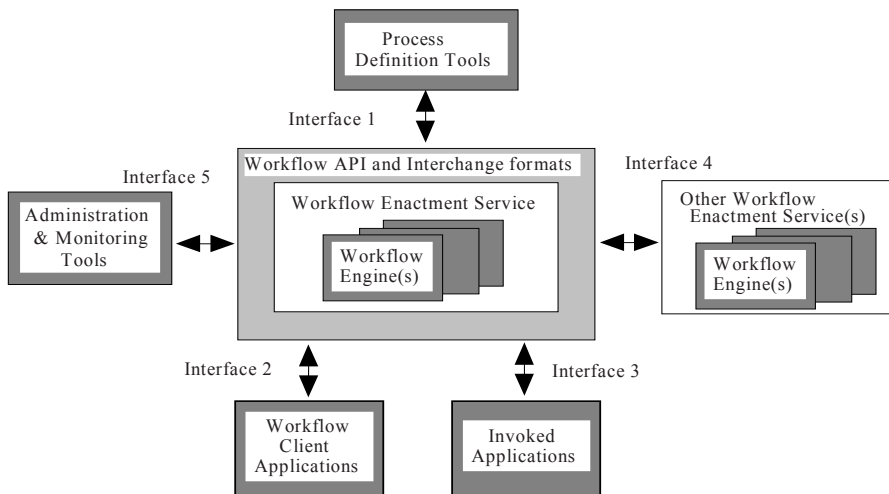 Process
Definition Tools
Interface 1
Workflow API and Interchange formats
Interface 4
Interface 5
Workflow Enactment Service
Other Workflow
Enactment Service(s)
Administration
& Monitoring
Tools
Workflow
Engine(s)
Workflow
Engine(s)
Interface 2
Interface 3
Workflow
Client
Applications
Invoked
Applications